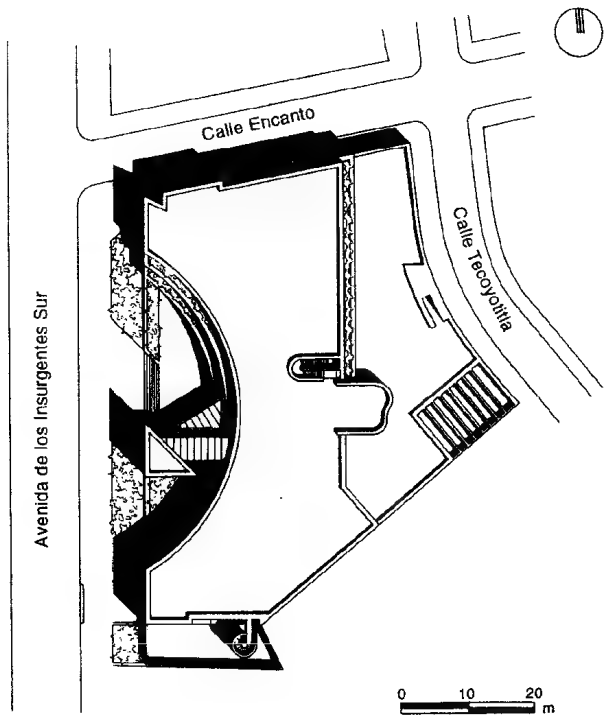 Calle Encanto
Calle Tecoyotitla
Avenida de los Insurgentes Sur
0 10 20
m